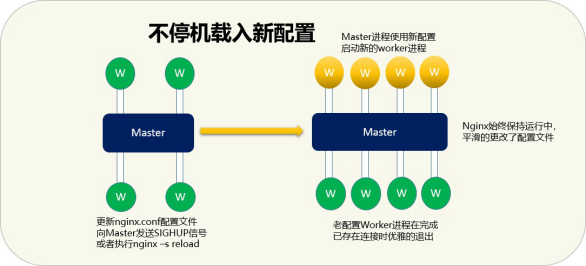 不停机载入新配置
Master进程使用新配置
启动新的worker进程
W W
W W W W
Master
Master
Nginx始终保持运行中,
平滑的更改了配置文件
W W
W W W W
更新nginx.conf配置文件
向Master发送SIGHUP信号
或者执行nginx –s reload
老配置Worker进程在完成
已存在连接时优雅的退出